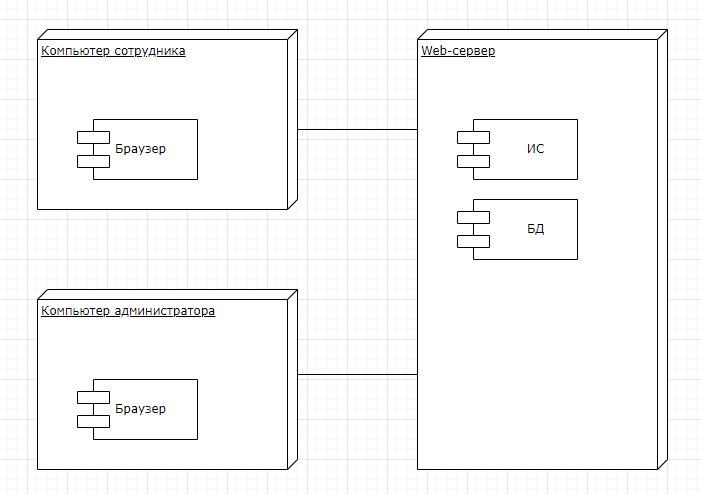 Компьютер сотрудника
Браузер
Web-сервер
ИС
БД
Компьютер администратора
Браузер